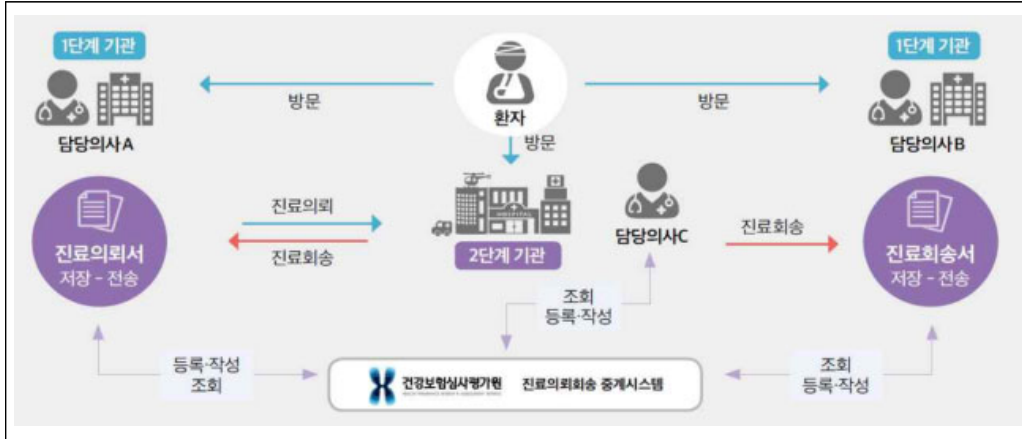 1단계 기관
담당의사 A
방문
환자
방문
방문
1단계 기관
담당의사 B
진료의뢰서
저장 - 전송
진료의뢰
진료회송
HOSPITAL
2단계 기관
담당의사C
진료회송
진료회송서
저장 - 전송
조회
등록·작성
등록·작성
조회
건강보험심사평가원
진료의뢰회송 중계시스템
조회
등록·작성